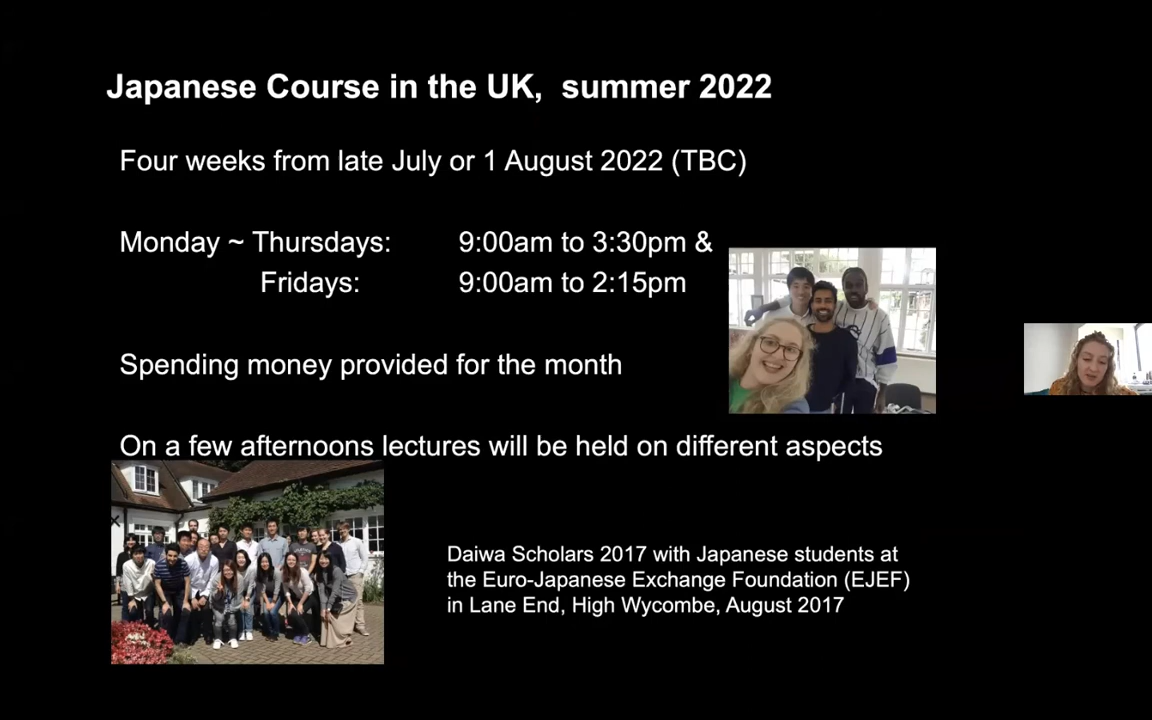 Japanese Course in the UK, summer 2022
Four weeks from late July or 1 August 2022 (TBC)
Monday ~ Thursdays: 9:00am to 3:30pm &
Fridays: 9:00am to 2:15pm
Spending money provided for the month
On a few afternoons lectures will be held on different aspects
Daiwa Scholars 2017 with Japanese students at
the Euro-Japanese Exchange Foundation (EJEF)
in Lane End, High Wycombe, August 2017